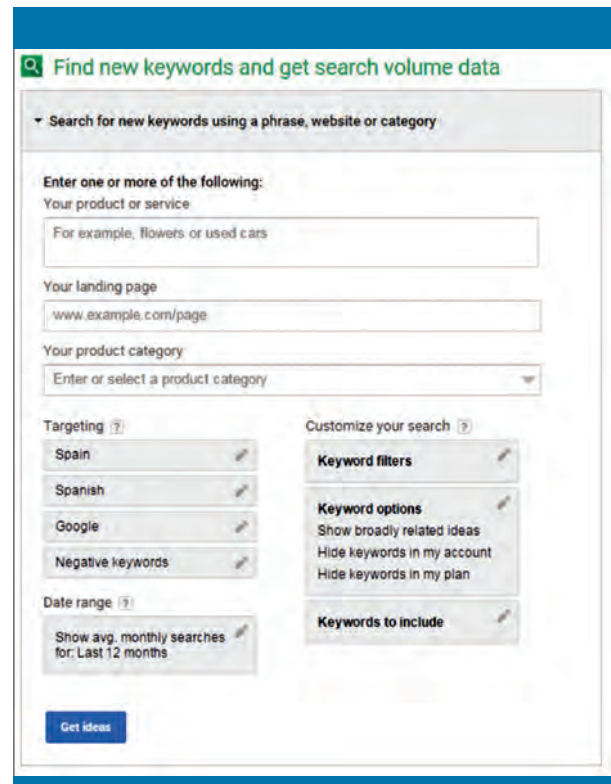 Find new keywords and get search volume data
Search for new keywords using a phrase, website or category
Enter one or more of the following:
Your product or service
For example, flowers or used cars
Your landing page
www.example.com/page
Your product category
Enter or select a product category
Targeting ?
Spain
Spanish
Google
Negative keywords
Date range ?
Show avg. monthly searches
for: Last 12 months
Customize your search ?
Keyword filters
Keyword options
Show broadly related ideas
Hide keywords in my account
Hide keywords in my plan
Keywords to include
Get ideas